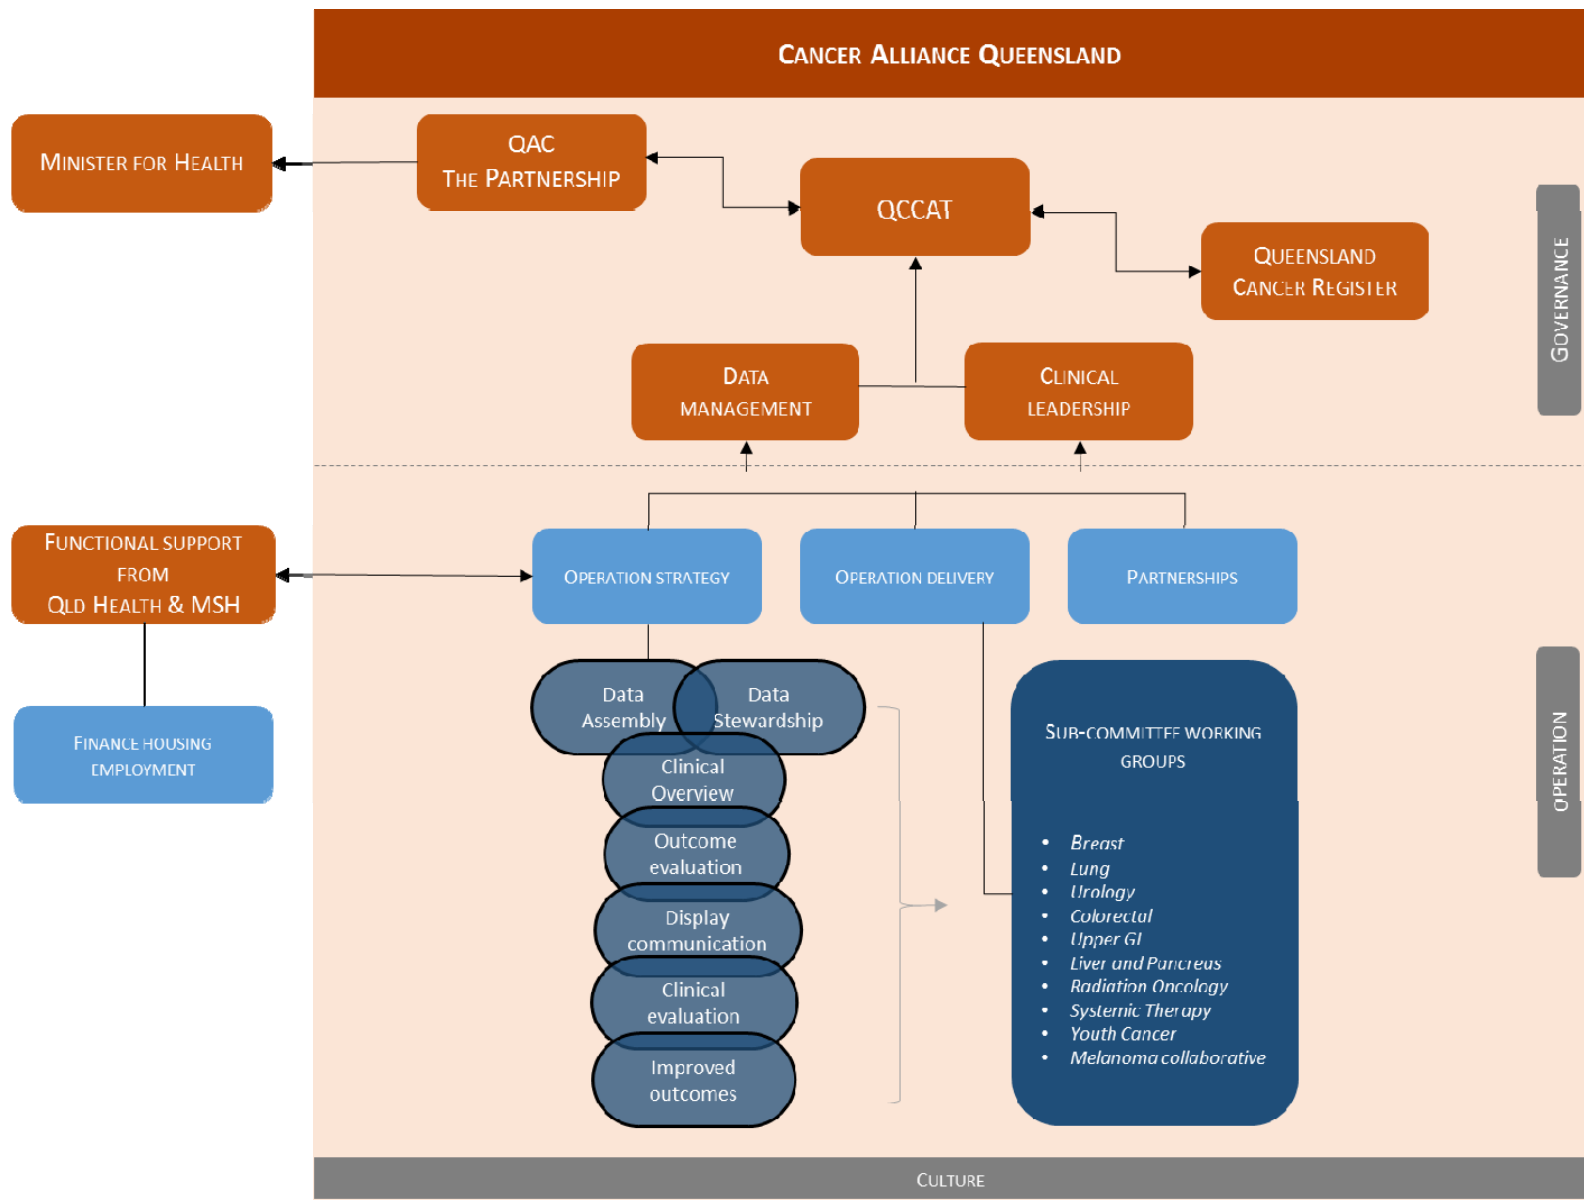 CANCER ALLIANCE QUEENSLAND
MINISTER FOR HEALTH
QAC
THE PARTNERSHIP
QCCAT
QUEENSLAND
CANCER REGISTER
GOVERNANCE
DATA
MANAGEMENT
CLINICAL
LEADERSHIP
FUNCTIONAL SUPPORT
FROM
QLD HEALTH & MSH
OPERATION STRATEGY
OPERATION DELIVERY
PARTNERSHIPS
FINANCE HOUSING
EMPLOYMENT
Data
Assembly
Data
Stewardship
Clinical
Overview
Outcome
evaluation
Display
communication
Clinical
evaluation
Improved
outcomes
SUB-COMMITTEE WORKING
GROUPS
• Breast
• Lung
• Urology
• Colorectal
• Upper GI
• Liver and Pancreus
• Radiation Oncology
• Systemic Therapy
• Youth Cancer
• Melanoma collaborative
OPERATION
CULTURE